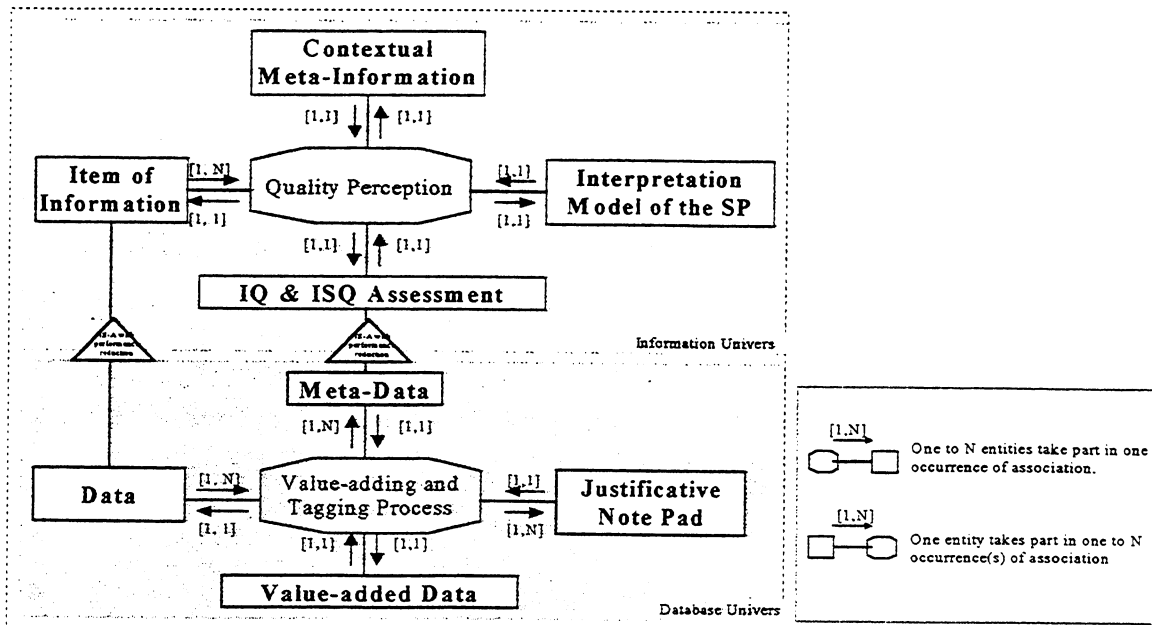 Contextual
Meta-Information
[1,1]
[1,1]
Item of
Information
[1, N]
[1, 1]
Quality Perception
[1,1]
[1,1]
Interpretation
Model of the SP
[1,1]
[1,1]
IQ & ISQ Assessment
Information Univers
Meta-Data
[1,N]
[1,1]
Data
[1, N]
[1, 1]
Value-adding and
Tagging Process
[1,1]
[1,N]
Justificative
Note Pad
[1,1]
[1,1]
Value-added Data
Database Univers
[1,N]
One to N entities take part in one
occurrence of association.
[1,N]
One entity takes part in one to N
occurrence(s) of association